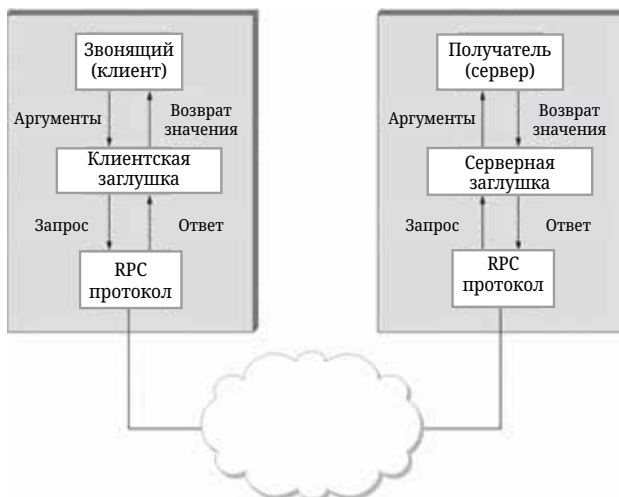 Звонящий
(клиент)
Аргументы
Возврат
значения
Клиентская
заглушка
Запрос
Ответ
RPC
протокол
Получатель
(сервер)
Аргументы
Возврат
значения
Серверная
заглушка
Запрос
Ответ
RPC
протокол